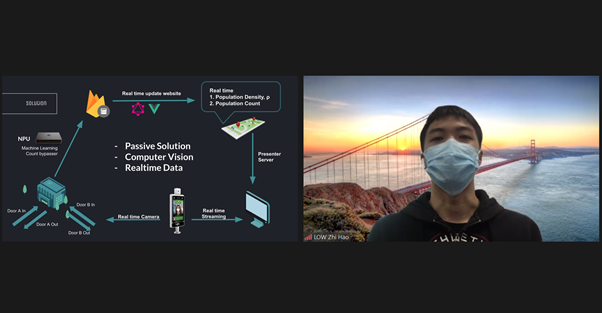 SOLUSION
Real time update website
Real time
1. Population Density, p
2. Population Count
NPU
Machine Learning
Count bypasser
- Passive Solution
- Computer Vision
- Realtime Data
Presenter
Server
Door A In
Door B In
Door A Out
Door B Out
Real time Camera
Real time
Streaming
LOW Zhi Hao